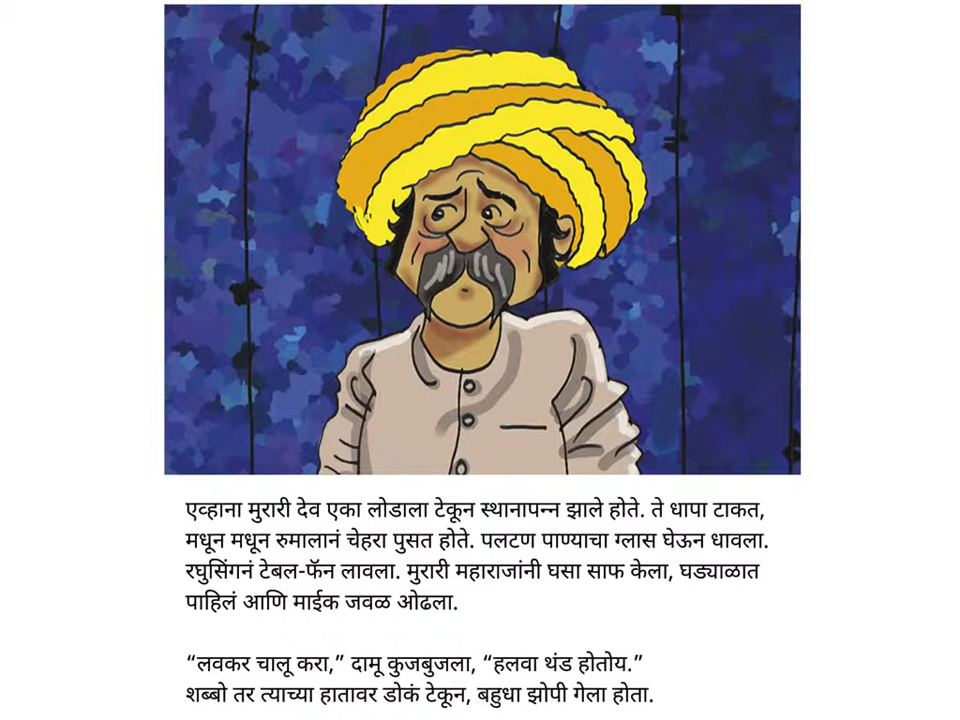 एव्हाना मुरारी देव एका लोडाला टेकून स्थानापन्न झाले होते. ते धापा टाकत,
मधून मधून रुमालानं चेहरा पुसत होते. पलटण पाण्याचा ग्लास घेऊन धावला.
रघुसिंगनं टेबल-फॅन लावला. मुरारी महाराजांनी घसा साफ केला, घड्याळात
पाहिलं आणि माईक जवळ ओढला.
“लवकर चालू करा,” दामू कुजबुजला, “हलवा थंड होतोय.”
शब्बो तर त्याच्या हातावर डोकं टेकून, बहुधा झोपी गेला होता.